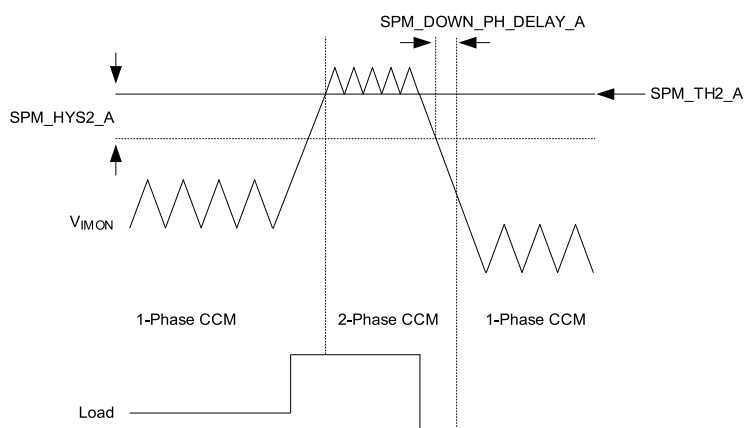 SPM_DOWN_PH_DELAY_A
SPM_TH2_A
SPM_HYS2_A
VIMON
1-Phase CCM
2-Phase CCM
1-Phase CCM
Load